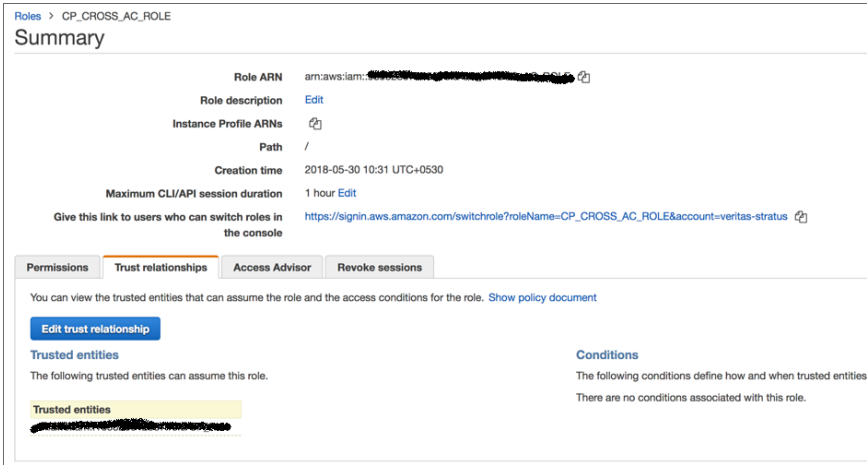 Roles > CP_CROSS_AC_ROLE
Summary
Role ARN arn:aws:iam::
Role description Edit
Instance Profile ARNs
Path /
Creation time 2018-05-30 10:31 UTC+0530
Maximum CLI/API session duration 1 hour Edit
Give this link to users who can switch roles in the console https://signin.aws.amazon.com/switchrole?roleName=CP_CROSS_AC_ROLE&account=veritas-stratus
Permissions Trust relationships Access Advisor Revoke sessions
You can view the trusted entities that can assume the role and the access conditions for the role. Show policy document
Edit trust relationship
Trusted entities Conditions
The following trusted entities can assume this role. The following conditions define how and when trusted entities
There are no conditions associated with this role.
Trusted entities